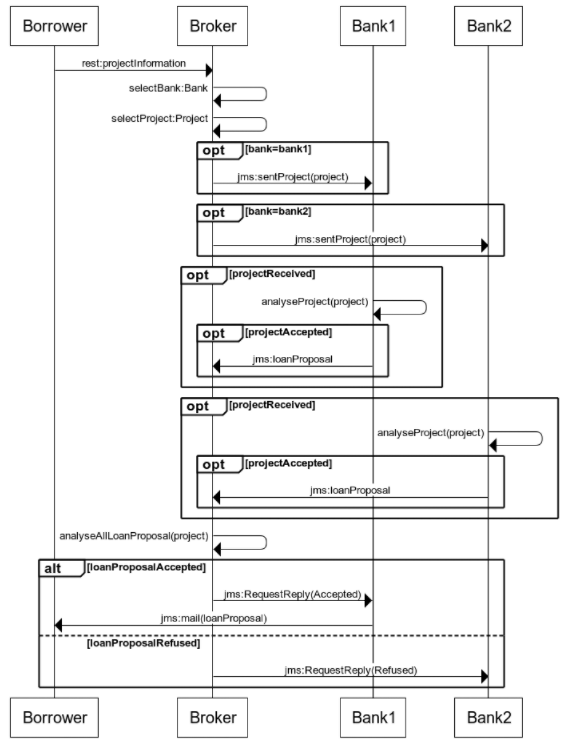 Borrower Broker Bank1 Bank2
rest:projectInformation
selectBank:Bank
selectProject:Project
opt [bank=bank1]
jms:sentProject(project)
opt [bank=bank2]
jms:sentProject(project)
opt [projectReceived]
analyseProject(project)
opt [projectAccepted]
jms:loanProposal
opt [projectReceived]
analyseProject(project)
opt [projectAccepted]
jms:loanProposal
analyseAllLoanProposal(project)
alt [loanProposalAccepted]
jms:RequestReply(Accepted)
jms:mail(loanProposal)
[loanProposalRefused]
jms:RequestReply(Refused)
Borrower Broker Bank1 Bank2